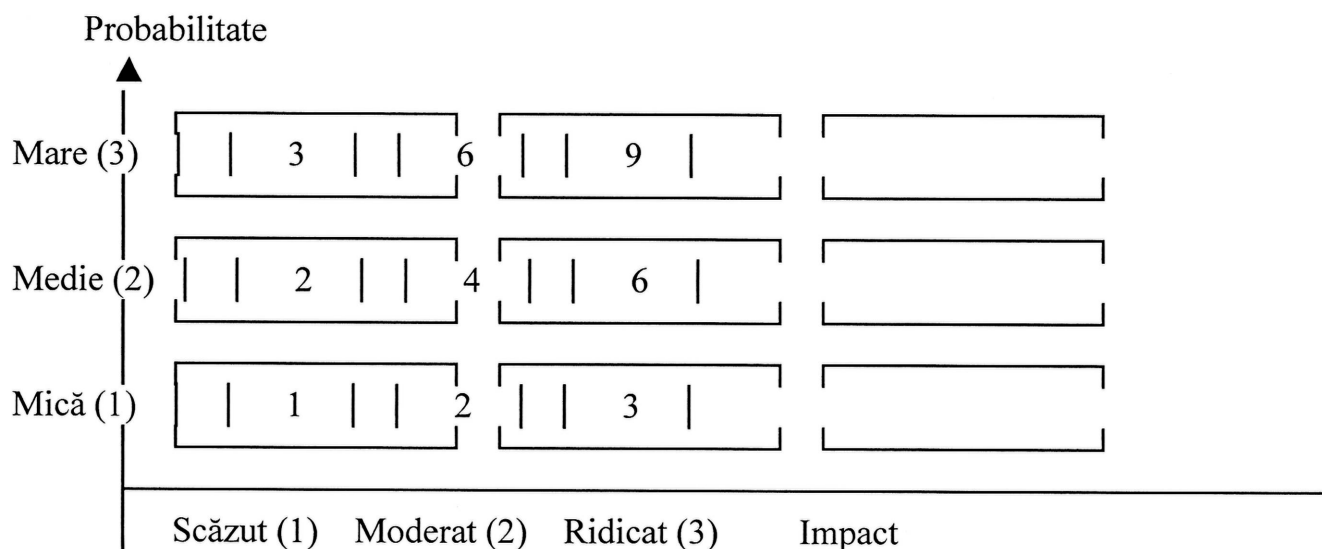 Probabilitate
Mare (3) 3 6 9
Medie (2) 2 4 6
Mică (1) 1 2 3
Scăzut (1) Moderat (2) Ridicat (3) Impact